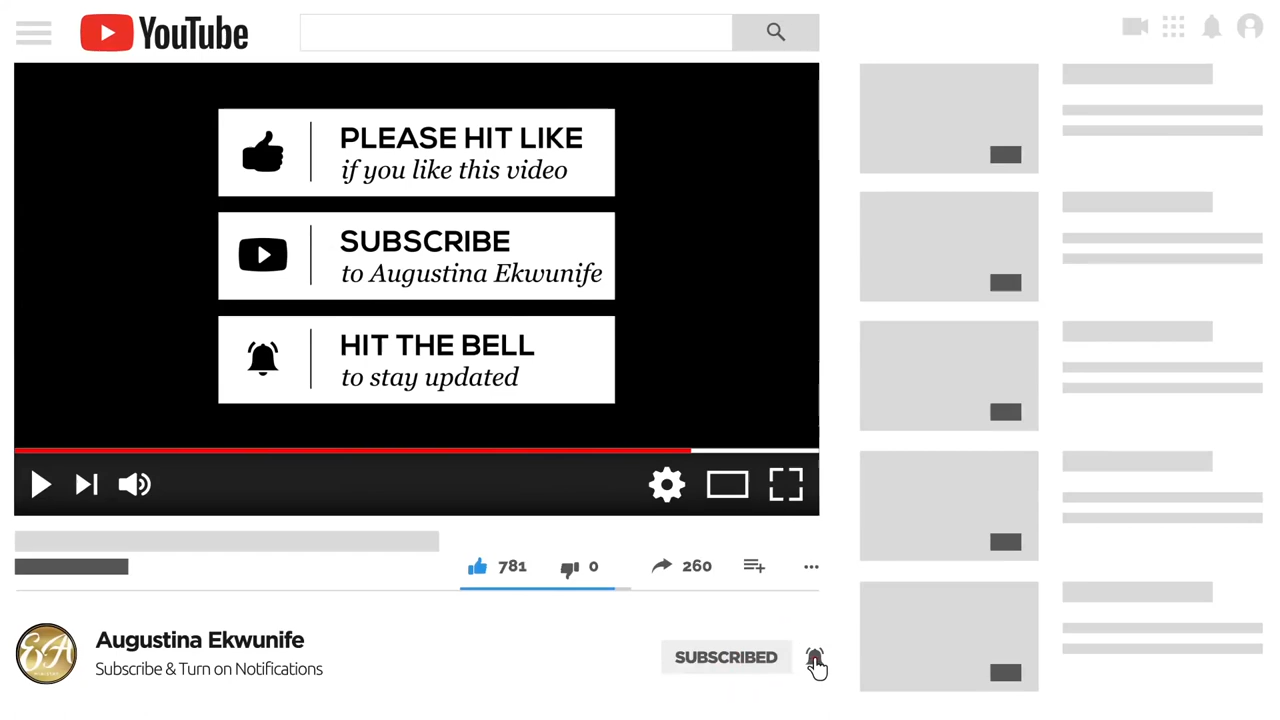 YouTube
PLEASE HIT LIKE
if you like this video
SUBSCRIBE
to Augustina Ekwunife
HIT THE BELL
to stay updated
781 0 260
Augustina Ekwunife
Subscribe & Turn on Notifications
SUBSCRIBED